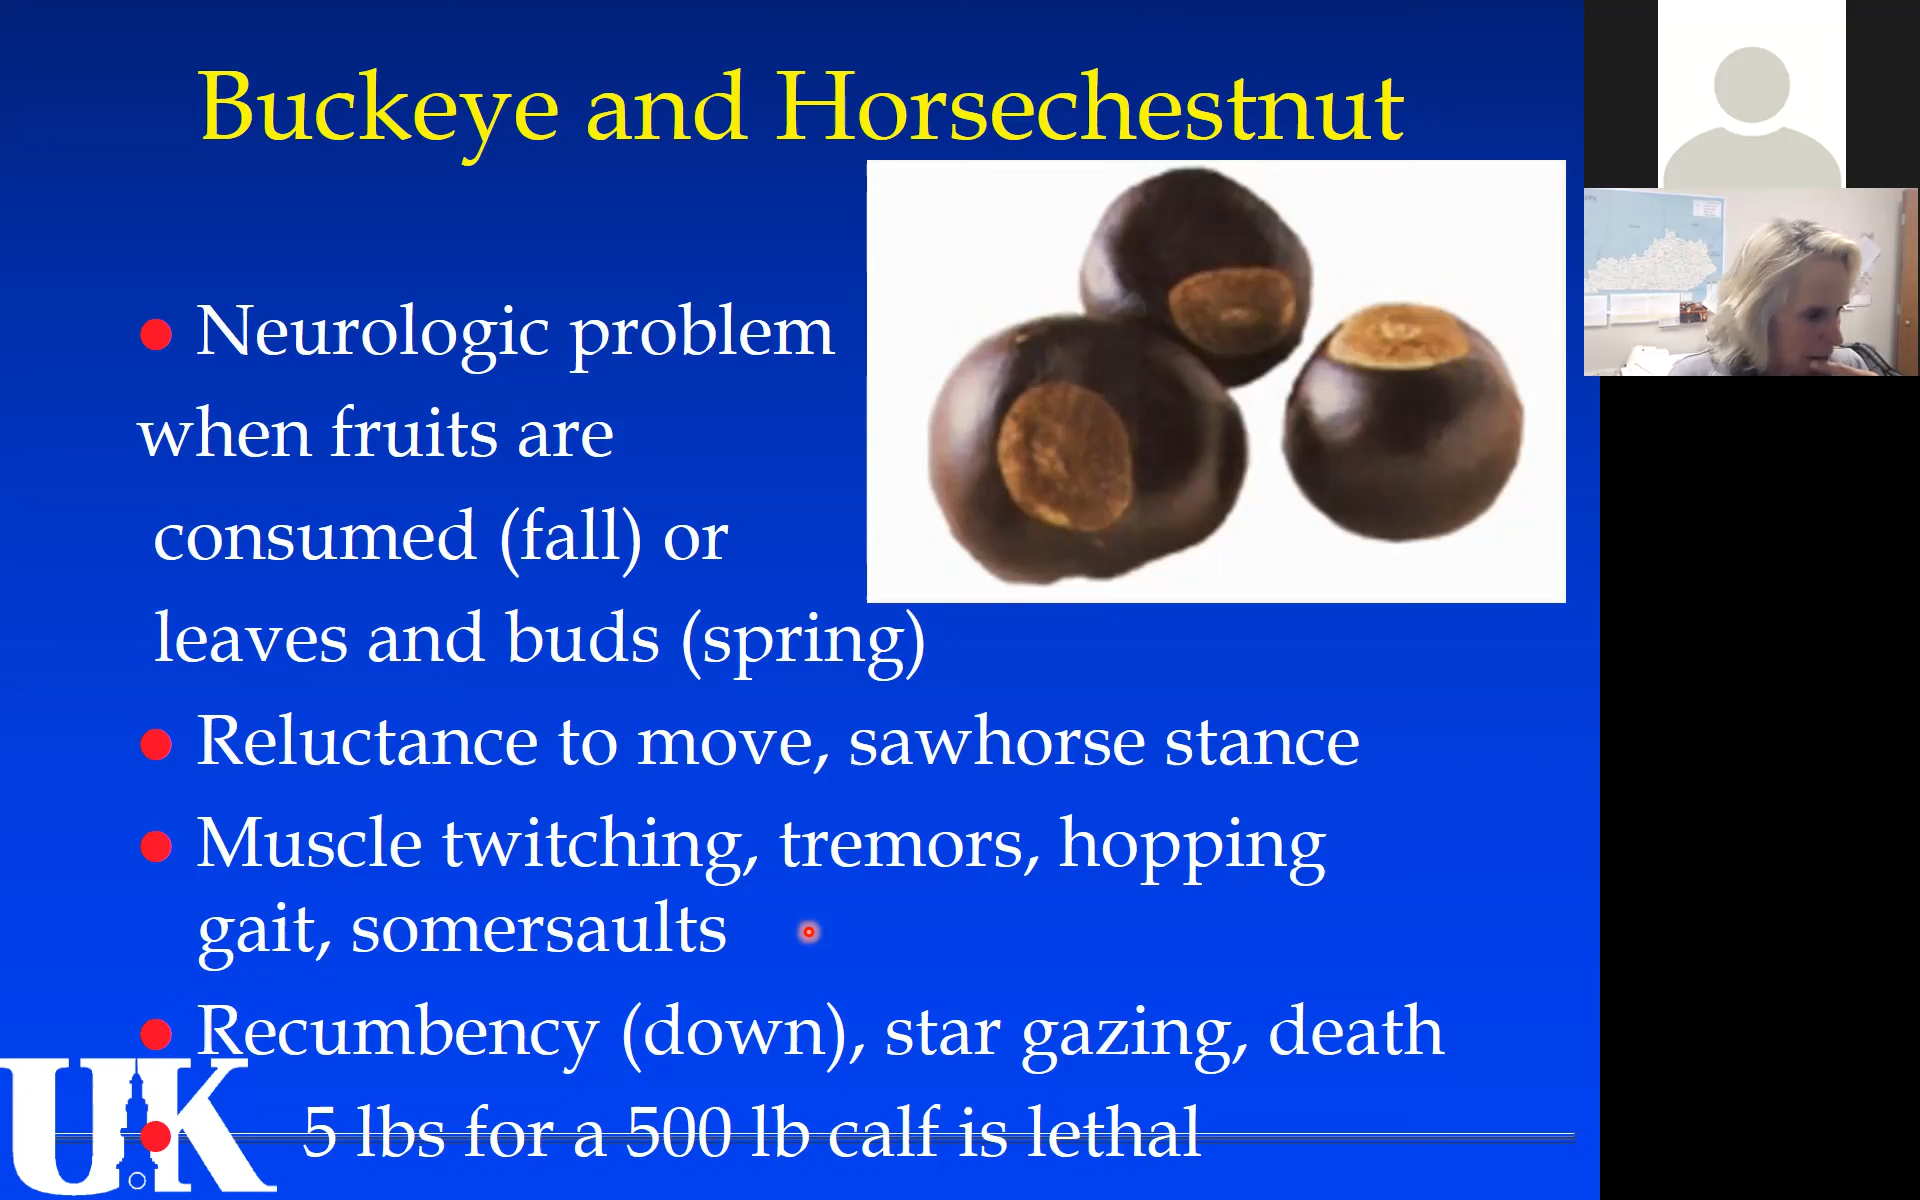 Buckeye and Horsechestnut
Neurologic problem
when fruits are
consumed (fall) or
leaves and buds (spring)
Reluctance to move, sawhorse stance
Muscle twitching, tremors, hopping
gait, somersaults
Recumbency (down), star gazing, death
5 lbs for a 500 lb calf is lethal
UK